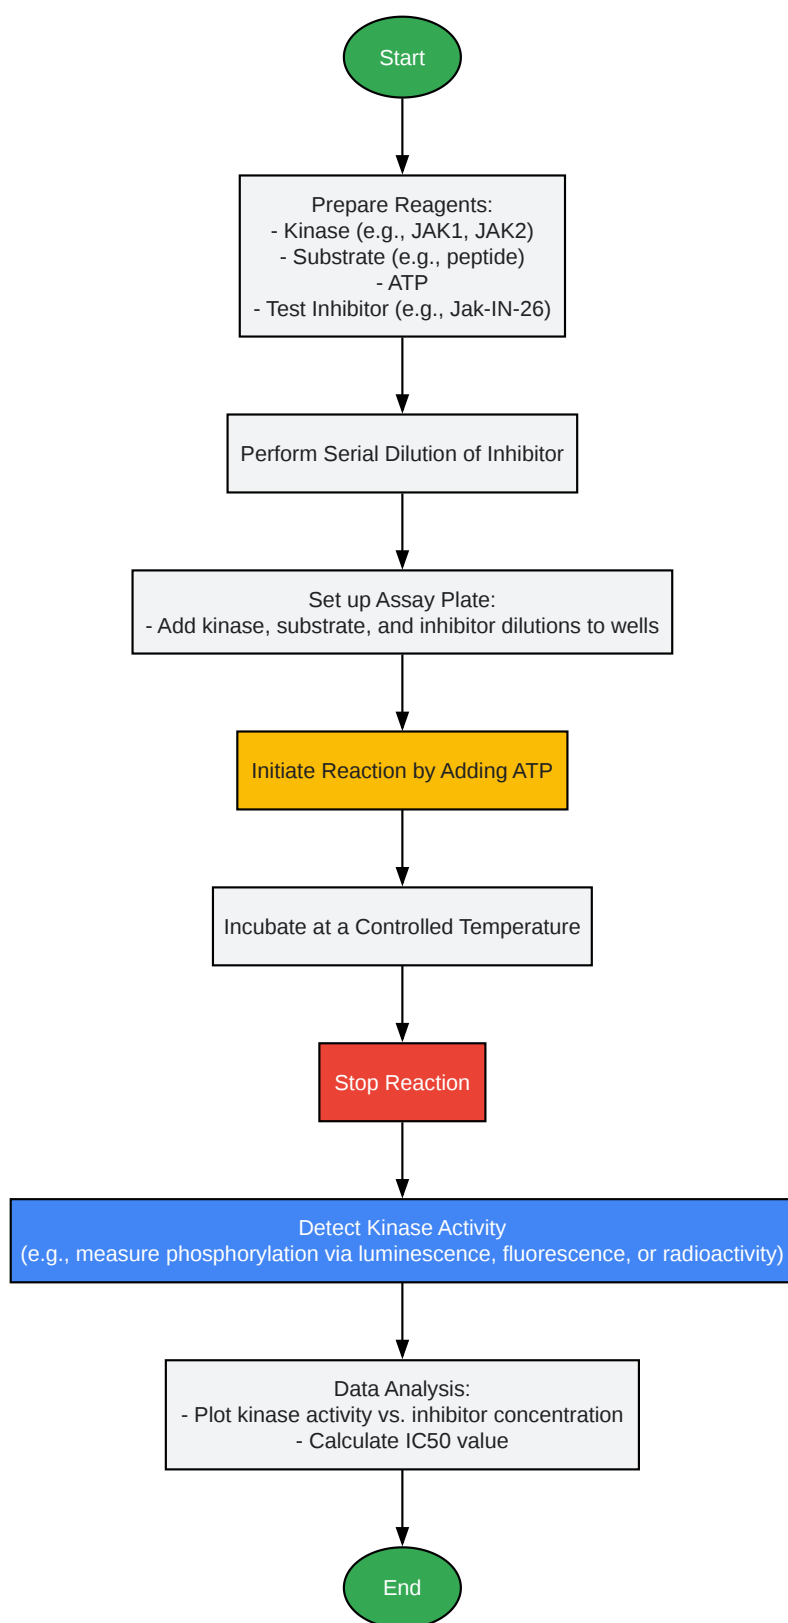 Start
Prepare Reagents:
- Kinase (e.g., JAK1, JAK2)
- Substrate (e.g., peptide)
- ATP
- Test Inhibitor (e.g., Jak-IN-26)
Perform Serial Dilution of Inhibitor
Set up Assay Plate:
- Add kinase, substrate, and inhibitor dilutions to wells
Initiate Reaction by Adding ATP
Incubate at a Controlled Temperature
Stop Reaction
Detect Kinase Activity
(e.g., measure phosphorylation via luminescence, fluorescence, or radioactivity)
Data Analysis:
- Plot kinase activity vs. inhibitor concentration
- Calculate IC50 value
End